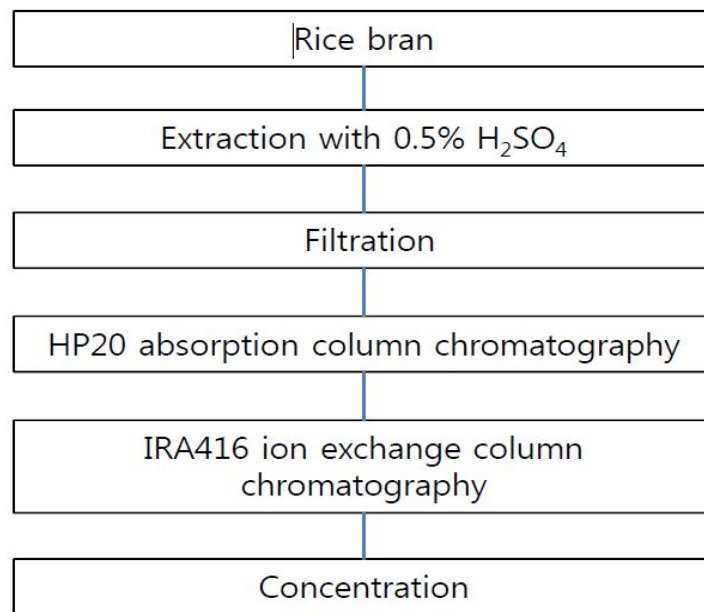 Rice bran
Extraction with 0.5% H₂SO₄
Filtration
HP20 absorption column chromatography
IRA416 ion exchange column
chromatography
Concentration